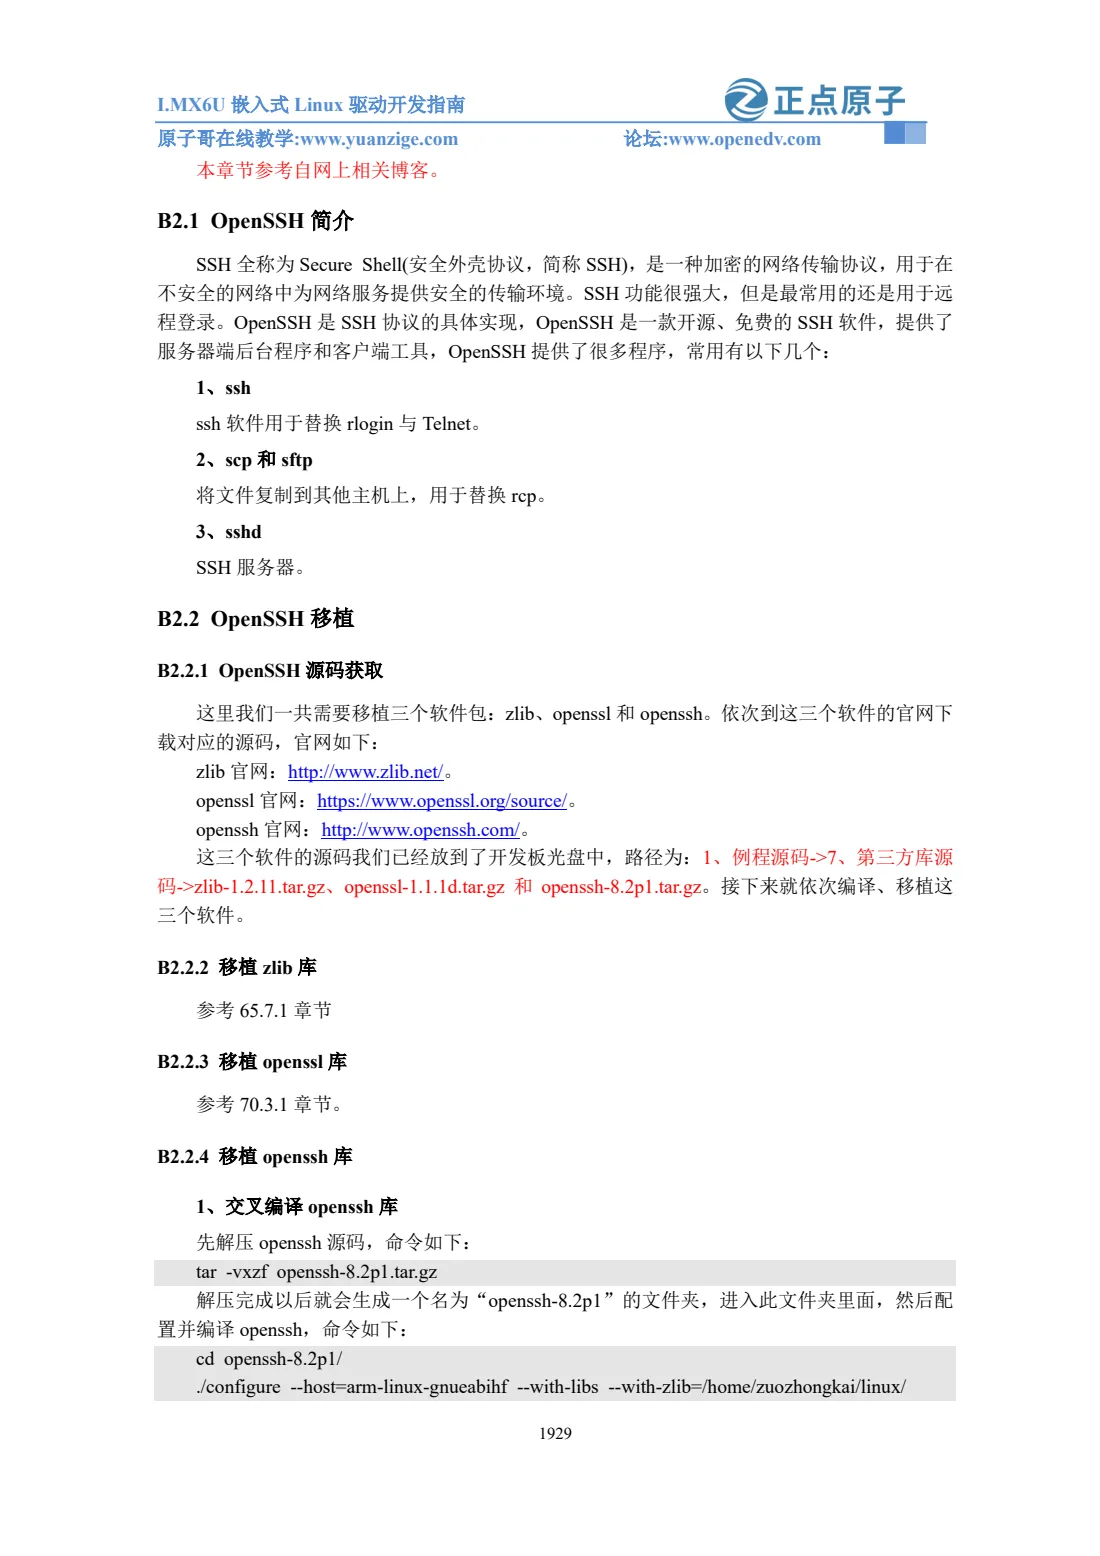 I.MX6U 嵌入式 Linux 驱动开发指南
正点原子
原子哥在线教学:www.yuanzige.com 论坛:www.openedv.com
本章节参考自网上相关博客。
B2.1 OpenSSH 简介
SSH 全称为 Secure Shell(安全外壳协议，简称 SSH)，是一种加密的网络传输协议，用于在
不安全的网络中为网络服务提供安全的传输环境。SSH 功能很强大，但是最常用的还是用于远
程登录。OpenSSH 是 SSH 协议的具体实现，OpenSSH 是一款开源、免费的 SSH 软件，提供了
服务器端后台程序和客户端工具，OpenSSH 提供了很多程序，常用有以下几个：
1、ssh
ssh 软件用于替换 rlogin 与 Telnet。
2、scp 和 sftp
将文件复制到其他主机上，用于替换 rcp。
3、sshd
SSH 服务器。
B2.2 OpenSSH 移植
B2.2.1 OpenSSH 源码获取
这里我们一共需要移植三个软件包：zlib、openssl 和 openssh。依次到这三个软件的官网下
载对应的源码，官网如下：
zlib 官网：http://www.zlib.net/。
openssl 官网：https://www.openssl.org/source/。
openssh 官网：http://www.openssh.com/。
这三个软件的源码我们已经放到了开发板光盘中，路径为：1、例程源码->7、第三方库源
码->zlib-1.2.11.tar.gz、openssl-1.1.1d.tar.gz 和 openssh-8.2p1.tar.gz。接下来就依次编译、移植这
三个软件。
B2.2.2 移植 zlib 库
参考 65.7.1 章节
B2.2.3 移植 openssl 库
参考 70.3.1 章节。
B2.2.4 移植 openssh 库
1、交叉编译 openssh 库
先解压 openssh 源码，命令如下：
tar -vxzf openssh-8.2p1.tar.gz
解压完成以后就会生成一个名为“openssh-8.2p1”的文件夹，进入此文件夹里面，然后配
置并编译 openssh，命令如下：
cd openssh-8.2p1/
./configure --host=arm-linux-gnueabihf --with-libs --with-zlib=/home/zuozhongkai/linux/
1929